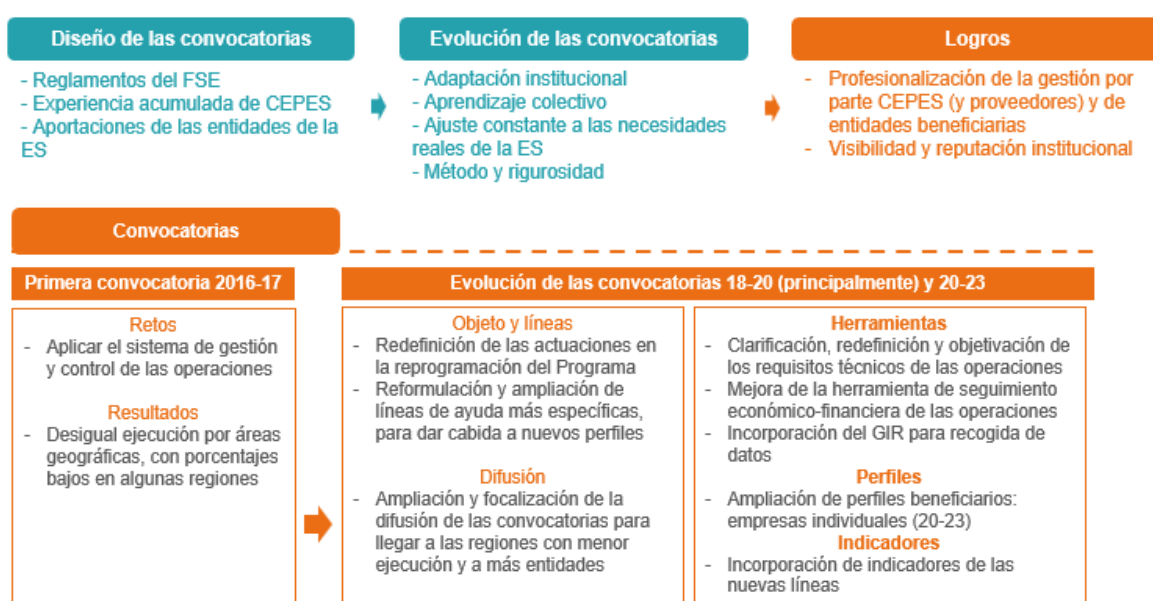 Diseño de las convocatorias
- Reglamentos del FSE
- Experiencia acumulada de CEPES
- Aportaciones de las entidades de la
ES
Evolución de las convocatorias
- Adaptación institucional
- Aprendizaje colectivo
- Ajuste constante a las necesidades
reales de la ES
- Método y rigurosidad
Logros
- Profesionalización de la gestión por
parte CEPES (y proveedores) y de
entidades beneficiarias
- Visibilidad y reputación institucional
Convocatorias
Primera convocatoria 2016-17
Retos
- Aplicar el sistema de gestión
y control de las operaciones
Resultados
- Desigual ejecución por áreas
geográficas, con porcentajes
bajos en algunas regiones
Evolución de las convocatorias 18-20 (principalmente) y 20-23
Objeto y líneas
- Redefinición de las actuaciones en
la reprogramación del Programa
- Reformulación y ampliación de
líneas de ayuda más específicas,
para dar cabida a nuevos perfiles
Difusión
- Ampliación y focalización de la
difusión de las convocatorias para
llegar a las regiones con menor
ejecución y a más entidades
Herramientas
- Clarificación, redefinición y objetivación de
los requisitos técnicos de las operaciones
- Mejora de la herramienta de seguimiento
económico-financiera de las operaciones
- Incorporación del GIR para recogida de
datos
Perfiles
- Ampliación de perfiles beneficiarios:
empresas individuales (20-23)
Indicadores
- Incorporación de indicadores de las
nuevas líneas